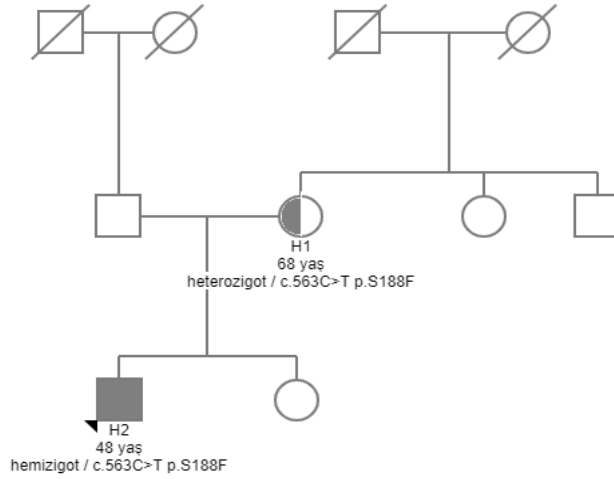 H1
68 yaş
heterozigot / c.563C>T p.S188F
H2
48 yaş
hemizigot / c.563C>T p.S188F